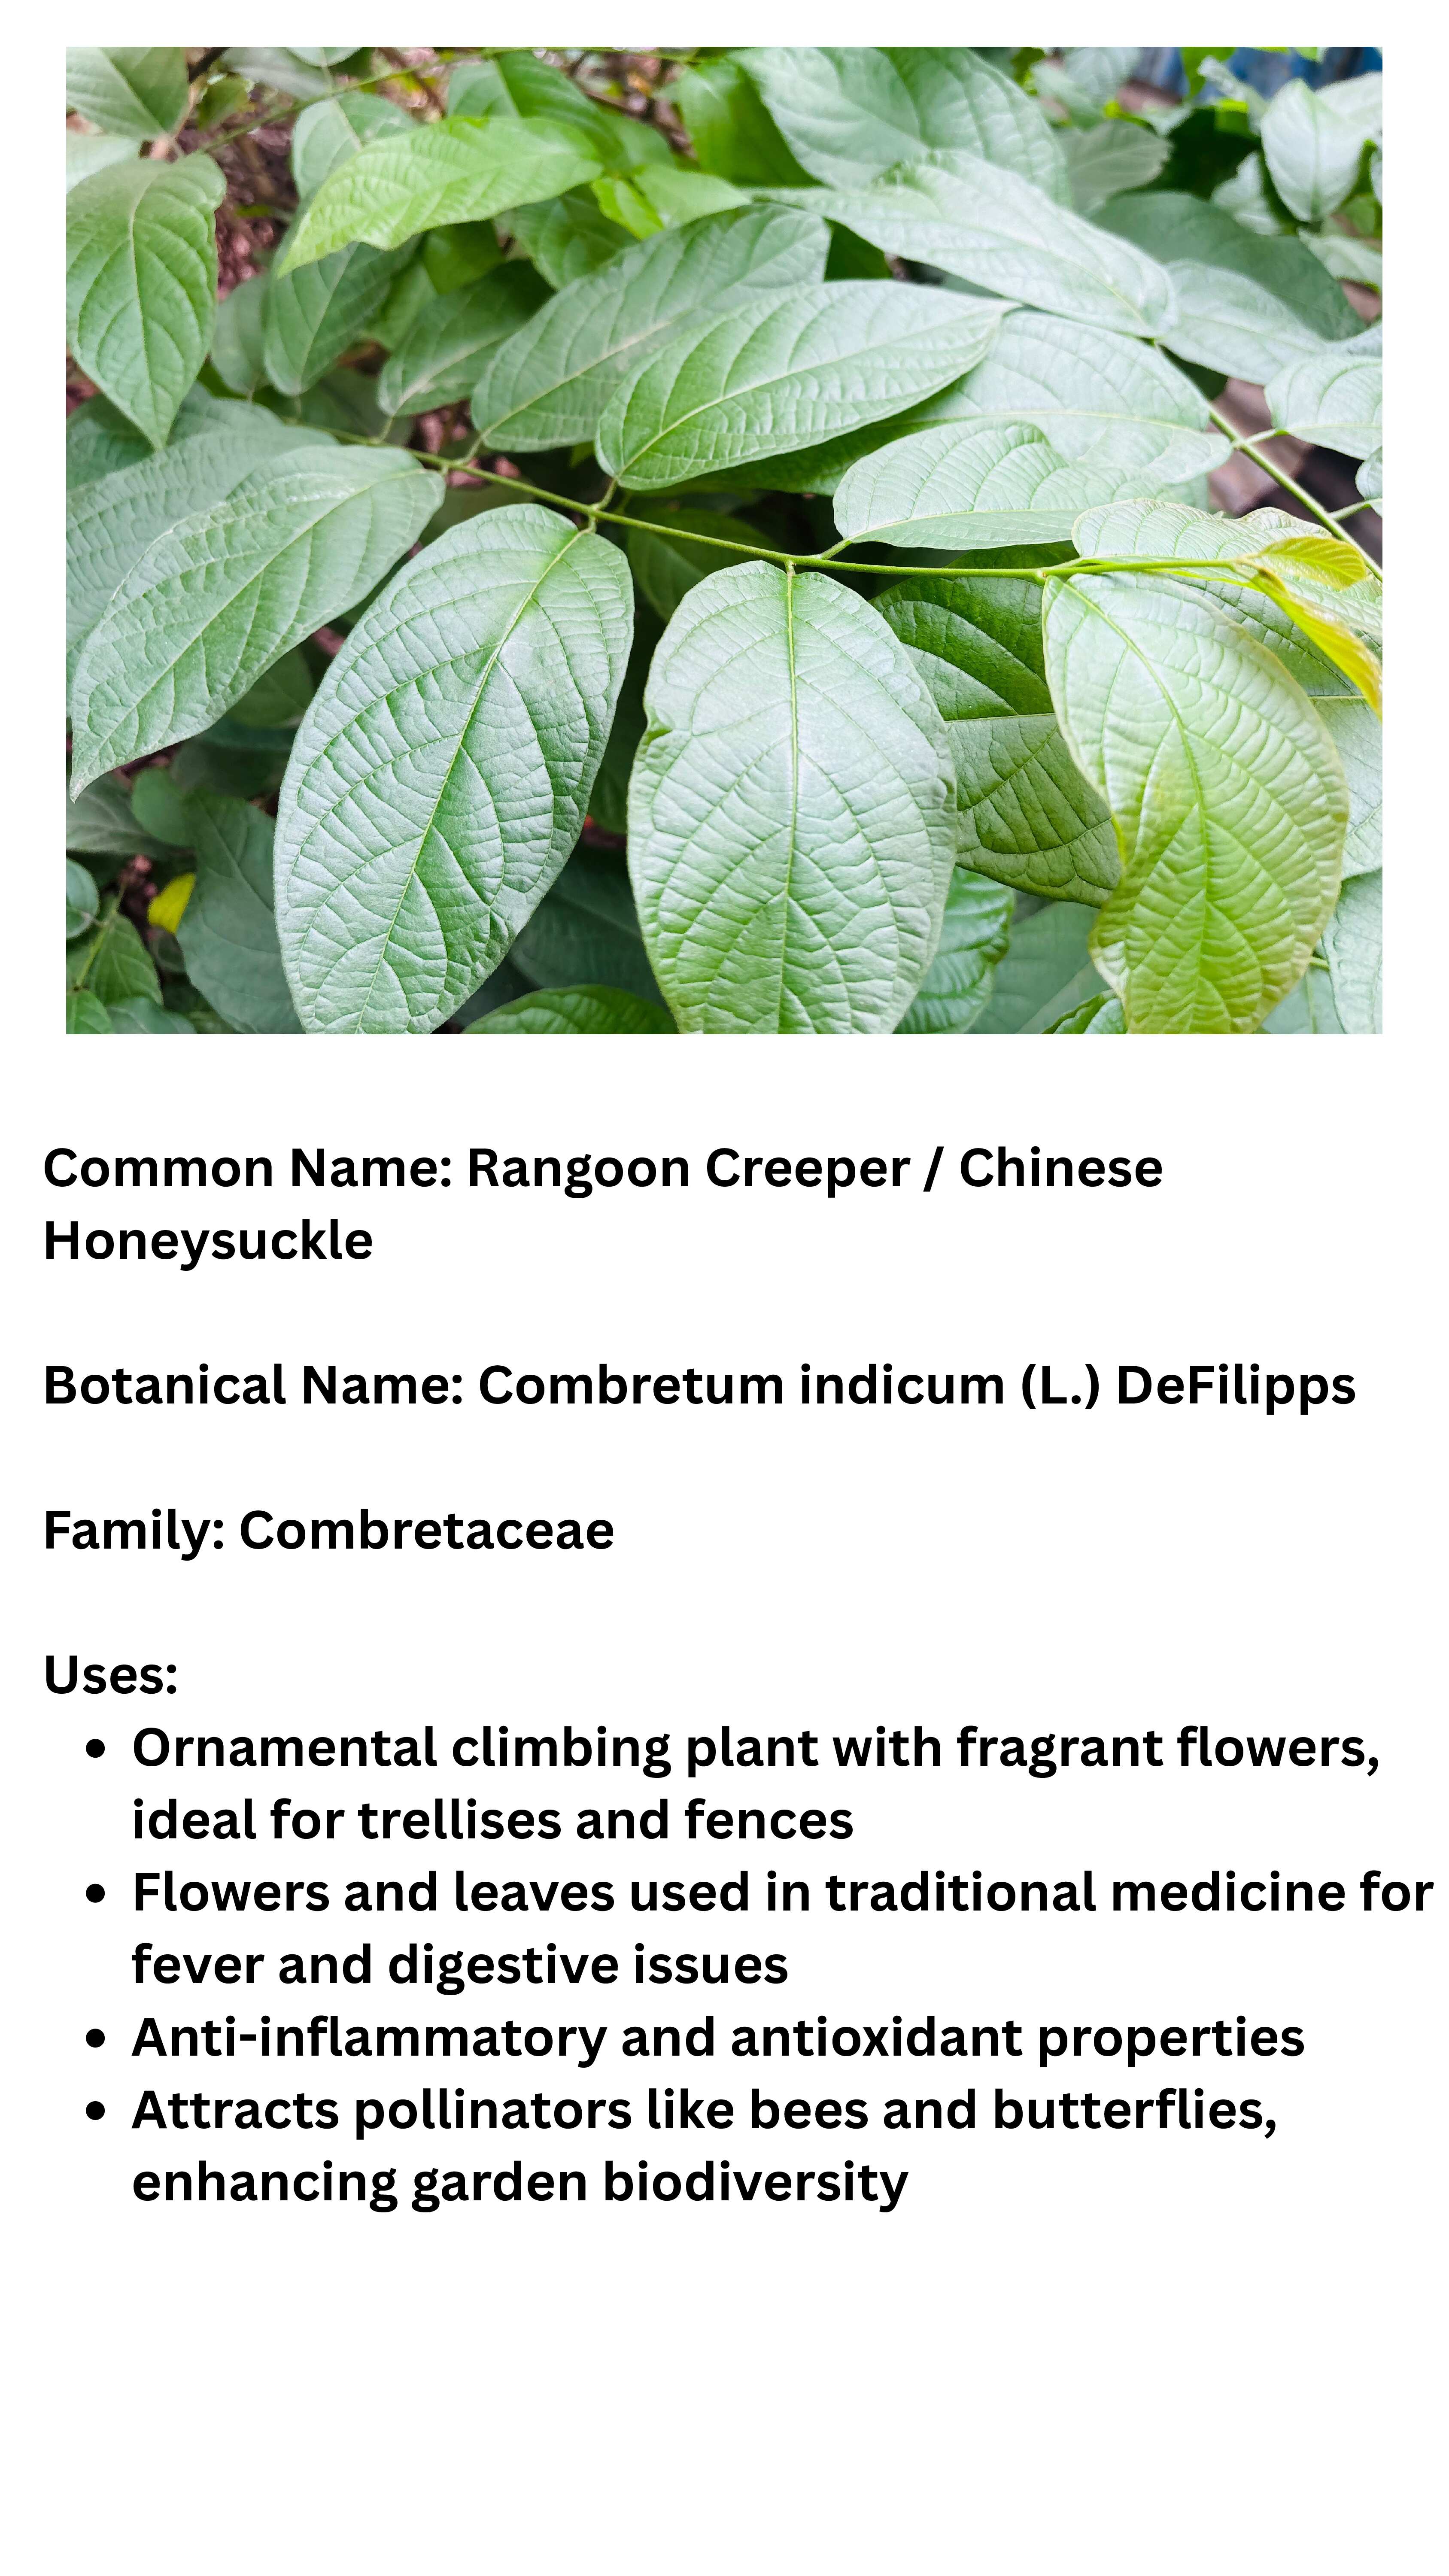 Common Name: Rangoon Creeper / Chinese
Honeysuckle
Botanical Name: Combretum indicum (L.) DeFilipps
Family: Combretaceae
Uses:
• Ornamental climbing plant with fragrant flowers,
ideal for trellises and fences
• Flowers and leaves used in traditional medicine for
fever and digestive issues
• Anti-inflammatory and antioxidant properties
• Attracts pollinators like bees and butterflies,
enhancing garden biodiversity